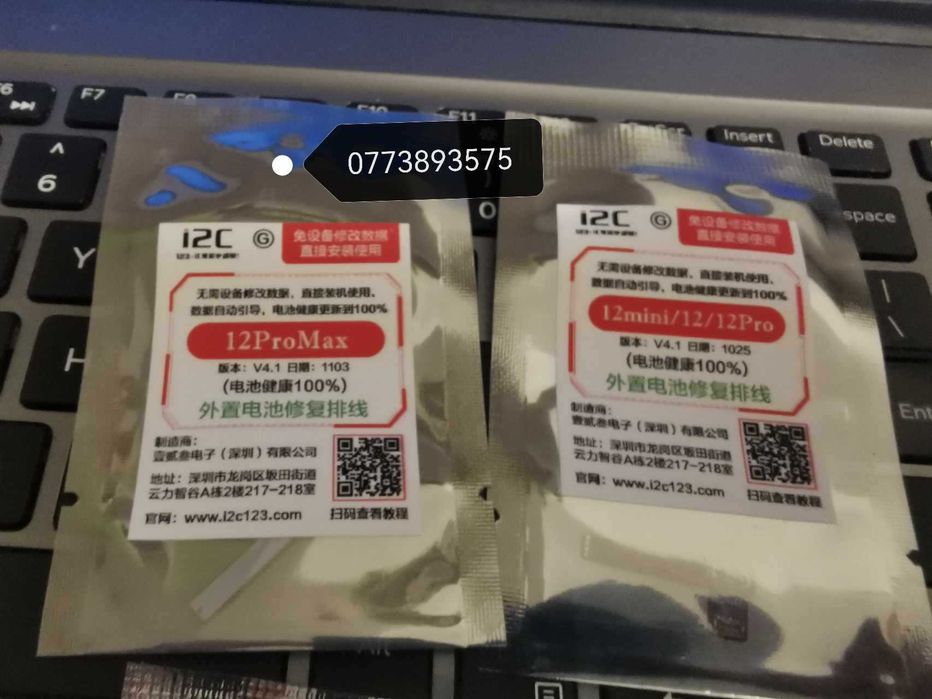 F7
F10
F11
Insert
Delete
6
0773893575
O
space
Y
H
i2C G 免设备修改数据
直接安装使用
无需设备修改数据，直接装机使用、
数据自动引导，电池健康更新到100%
12ProMax
版本：V4.1 日期：1103
(电池健康100%)
外置电池修复排线
制造商：
壹贰叁电子（深圳）有限公司
地址：深圳市龙岗区坂田街道
云力智谷A栋2楼217-218室
官网：www.i2c123.com
扫码查看教程
i2C G 免设备修改数据
直接安装使用
无需设备修改数据，直接装机使用、
数据自动引导，电池健康更新到100%
12mini/12/12Pro
版本：V4.1 日期：1025
(电池健康100%)
外置电池修复排线
制造商：
壹贰叁电子（深圳）有限公司
地址：深圳市龙岗区坂田街道
云力智谷A栋2楼217-218室
官网：www.i2c123.com
扫码查看教程